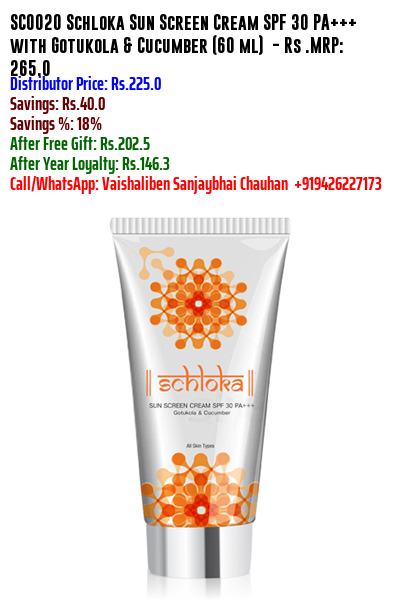 SC0020 Schloka Sun Screen Cream SPF 30 PA+++
with Gotukola & Cucumber (60 ml) - Rs .MRP:
265.0
Distributor Price: Rs.225.0
Savings: Rs.40.0
Savings %: 18%
After Free Gift: Rs.202.5
After Year Loyalty: Rs.146.3
Call/WhatsApp: Vaishaliben Sanjaybhai Chauhan +919426227173
|| schloka ||
SUN SCREEN CREAM SPF 30 PA+++
Gotukola & Cucumber
All Skin Types